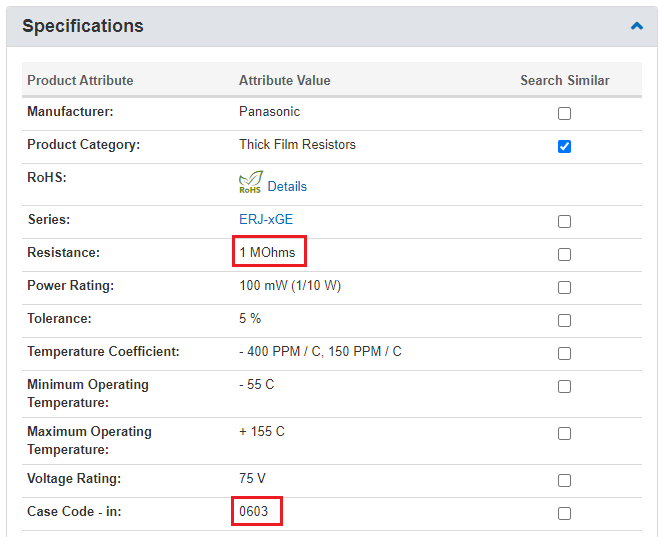 Specifications
Product Attribute Attribute Value Search Similar
Manufacturer: Panasonic
Product Category: Thick Film Resistors
RoHS: RoHS Details
Series: ERJ-xGE
Resistance: 1 MOhms
Power Rating: 100 mW (1/10 W)
Tolerance: 5 %
Temperature Coefficient: - 400 PPM / C, 150 PPM / C
Minimum Operating - 55 C
Temperature:
Maximum Operating + 155 C
Temperature:
Voltage Rating: 75 V
Case Code - in: 0603